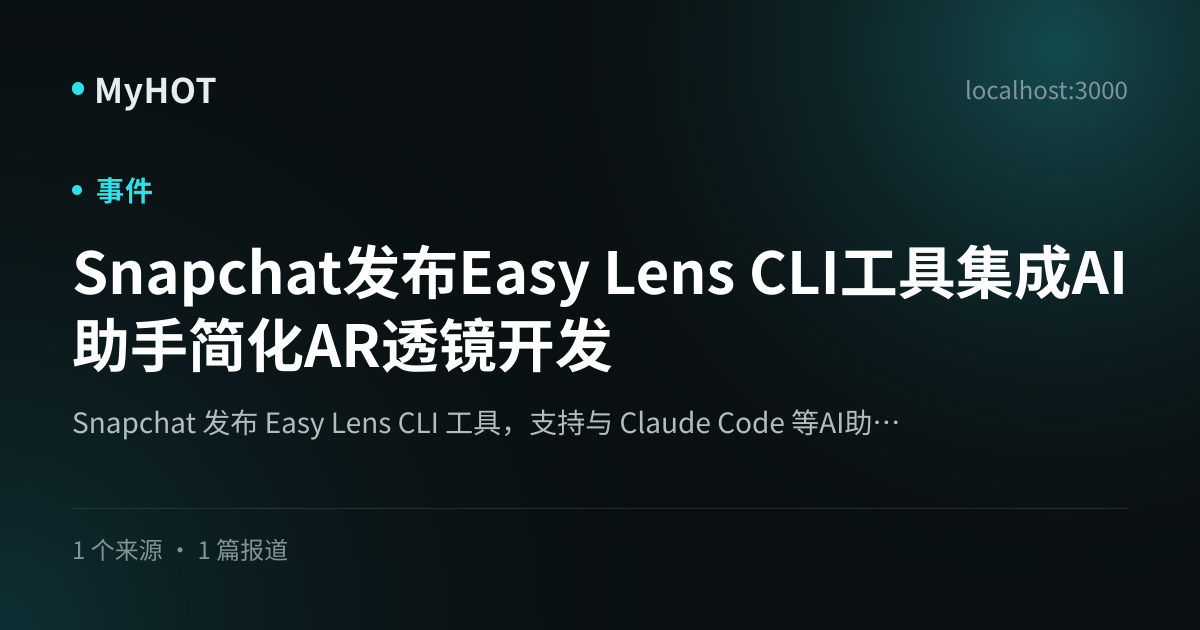 MyHOT
localhost:3000
事件
Snapchat发布Easy Lens CLI工具集成AI
助手简化AR透镜开发
Snapchat 发布 Easy Lens CLI 工具，支持与 Claude Code 等AI助…
1 个来源 · 1 篇报道